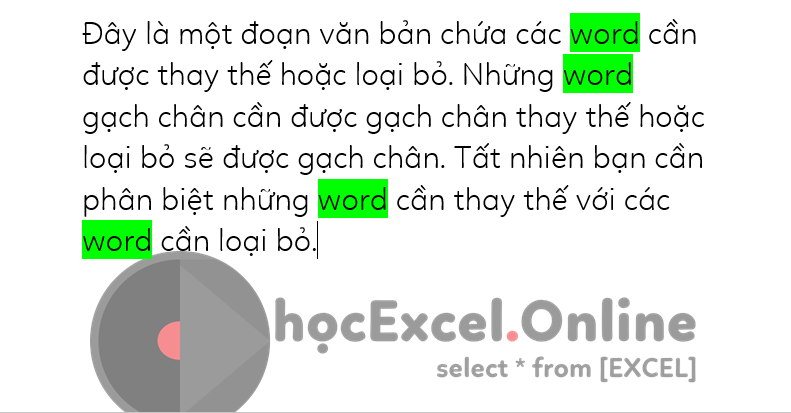 Đây là một đoạn văn bản chứa các word cần
được thay thế hoặc loại bỏ. Những word
gạch chân cần được gạch chân thay thế hoặc
loại bỏ sẽ được gạch chân. Tất nhiên bạn cần
phân biệt những word cần thay thế với các
word cần loại bỏ.
họcExcel.Online
select * from [EXCEL]